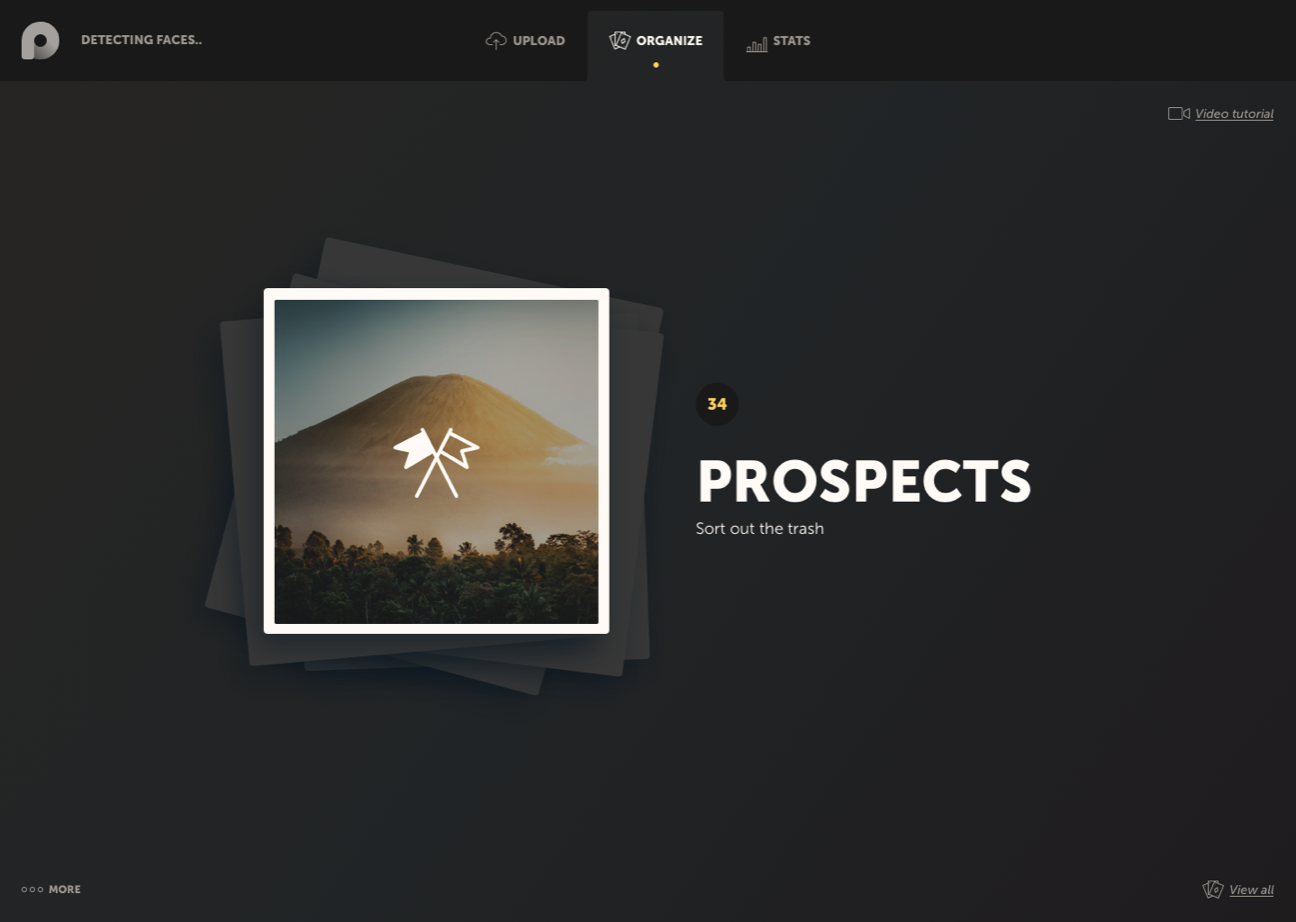 DETECTING FACES..
UPLOAD
ORGANIZE
STATS
Video tutorial
34
PROSPECTS
Sort out the trash
MORE
View all